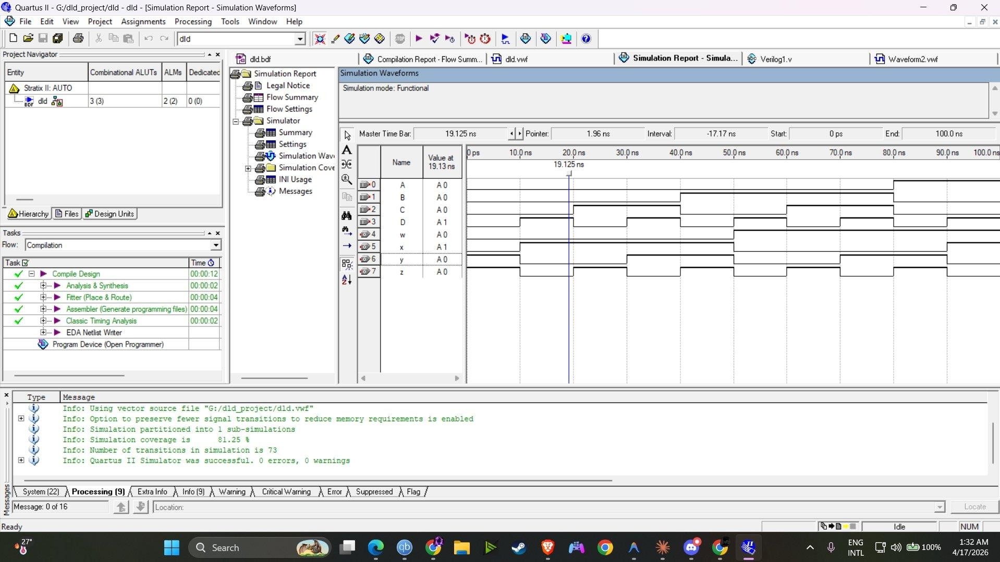 Quartus II - G:/dld_project/dld - dld - [Simulation Report - Simulation Waveforms]
File Edit View Project Assignments Processing Tools Window Help
dld
Project Navigator
Entity Combinational ALUTs ALMs Dedicated
Stratix II: AUTO
BDF dld 3 (3) 2 (2) 0 (0)
Hierarchy Files Design Units
Tasks
Flow: Compilation
Task Time
Compile Design 00:00:12
Analysis & Synthesis 00:00:02
Fitter (Place & Route) 00:00:04
Assembler (Generate programming files) 00:00:04
Classic Timing Analysis 00:00:02
EDA Netlist Writer
Program Device (Open Programmer)
dld.bdf Compilation Report - Flow Summ... dld.vwf Simulation Report - Simula... abc Verilog1.v Waveform2.vwf
Simulation Report
Legal Notice
Flow Summary
Flow Settings
Simulator
Summary
Settings
Simulation Wave
Simulation Cove
INI Usage
Messages
Simulation Waveforms
Simulation mode: Functional
Master Time Bar: 19.125 ns Pointer: 1.96 ns Interval: -17.17 ns Start: 0 ps End: 100.0 ns
Name Value at 19.13 ns
0 ps 10.0 ns 20.0 ns 30.0 ns 40.0 ns 50.0 ns 60.0 ns 70.0 ns 80.0 ns 90.0 ns 100.0 ns
19.125 ns
0 A A 0
1 B A 0
2 C A 0
3 D A 1
4 w A 0
5 x A 1
6 y A 0
7 z A 0
Type Message
Info: Using vector source file "G:/dld_project/dld.vwf"
Info: Option to preserve fewer signal transitions to reduce memory requirements is enabled
Info: Simulation partitioned into 1 sub-simulations
Info: Simulation coverage is 81.25 %
Info: Number of transitions in simulation is 73
Info: Quartus II Simulator was successful. 0 errors, 0 warnings
System (22) Processing (9) Extra Info Info (9) Warning Critical Warning Error Suppressed Flag
Messages
Message: 0 of 16 Location: Locate
Ready Idle NUM
27° Search qb ENG INTL 100% 1:32 AM 4/17/2026